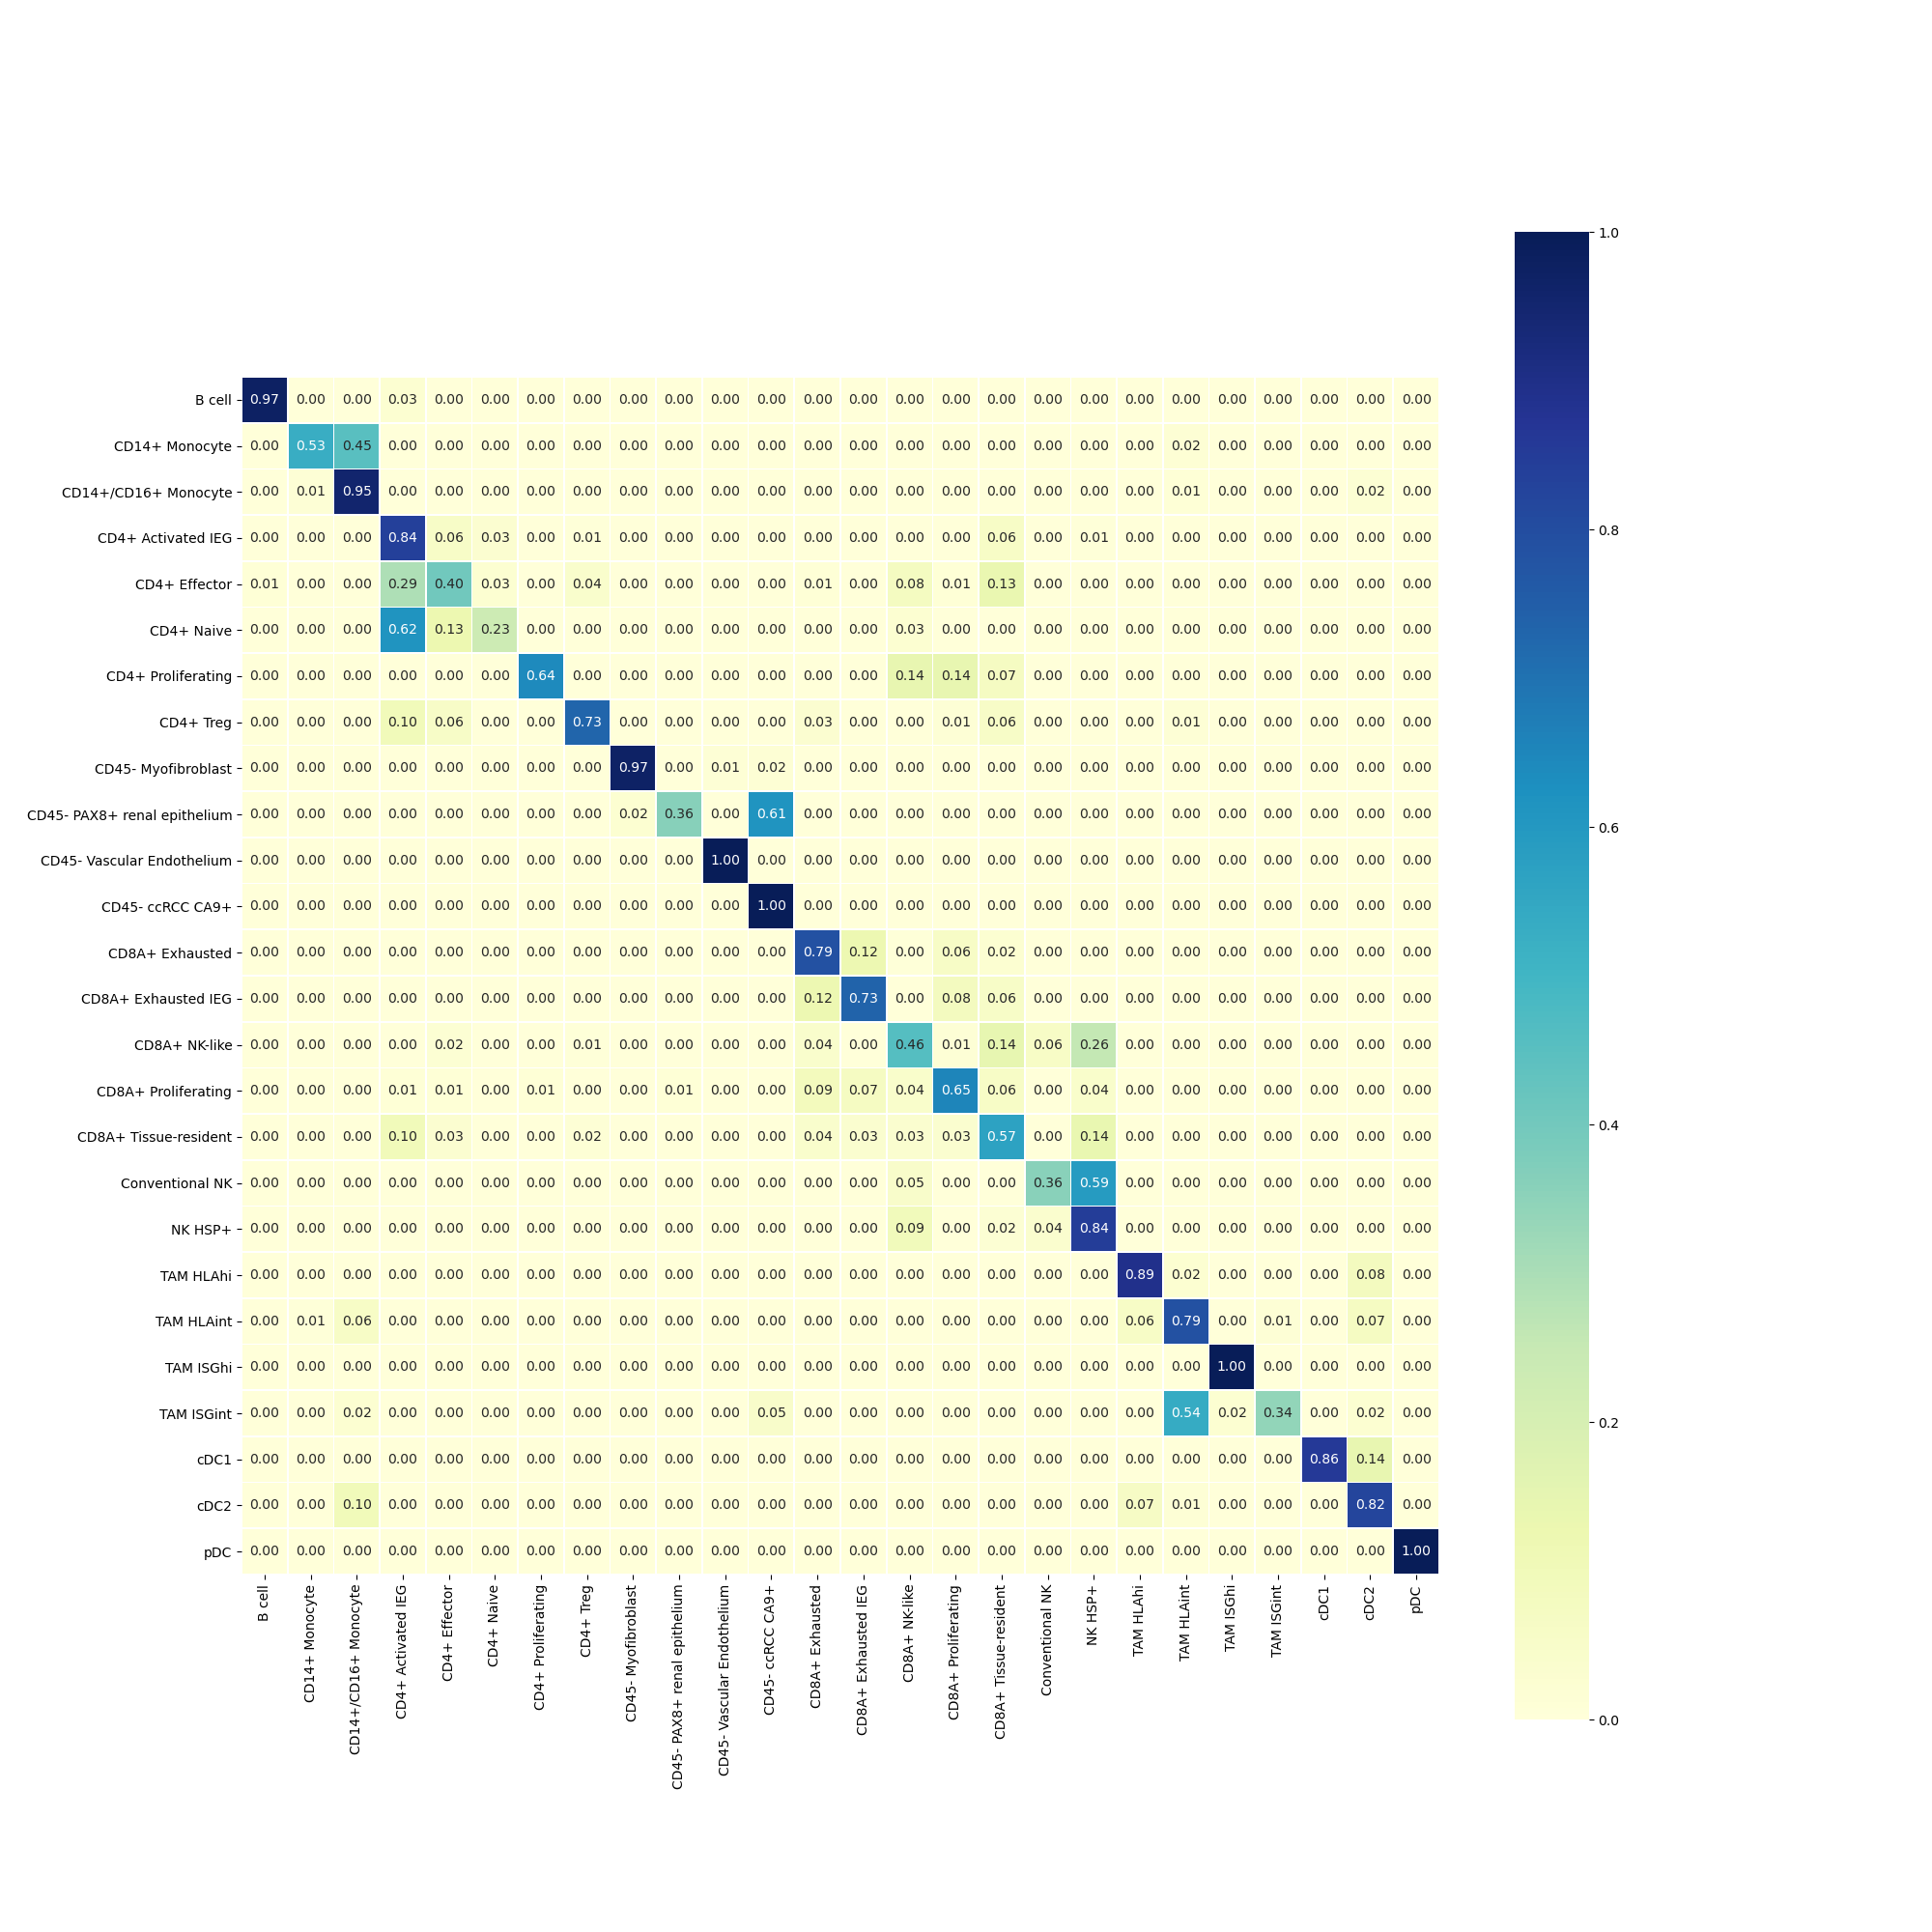 B cell 0.97 0.00 0.00 0.03 0.00 0.00 0.00 0.00 0.00 0.00 0.00 0.00 0.00 0.00 0.00 0.00 0.00 0.00 0.00 0.00 0.00 0.00 0.00 0.00 0.00 0.00
CD14+ Monocyte 0.00 0.53 0.45 0.00 0.00 0.00 0.00 0.00 0.00 0.00 0.00 0.00 0.00 0.00 0.00 0.00 0.00 0.00 0.00 0.00 0.02 0.00 0.00 0.00 0.00 0.00
CD14+/CD16+ Monocyte 0.00 0.01 0.95 0.00 0.00 0.00 0.00 0.00 0.00 0.00 0.00 0.00 0.00 0.00 0.00 0.00 0.00 0.00 0.00 0.00 0.01 0.00 0.00 0.00 0.02 0.00
CD4+ Activated IEG 0.00 0.00 0.00 0.84 0.06 0.03 0.00 0.01 0.00 0.00 0.00 0.00 0.00 0.00 0.00 0.00 0.06 0.00 0.01 0.00 0.00 0.00 0.00 0.00 0.00 0.00
CD4+ Effector 0.01 0.00 0.00 0.29 0.40 0.03 0.00 0.04 0.00 0.00 0.00 0.00 0.01 0.00 0.08 0.01 0.13 0.00 0.00 0.00 0.00 0.00 0.00 0.00 0.00 0.00
CD4+ Naive 0.00 0.00 0.00 0.62 0.13 0.23 0.00 0.00 0.00 0.00 0.00 0.00 0.00 0.00 0.03 0.00 0.00 0.00 0.00 0.00 0.00 0.00 0.00 0.00 0.00 0.00
CD4+ Proliferating 0.00 0.00 0.00 0.00 0.00 0.00 0.64 0.00 0.00 0.00 0.00 0.00 0.00 0.00 0.14 0.14 0.07 0.00 0.00 0.00 0.00 0.00 0.00 0.00 0.00 0.00
CD4+ Treg 0.00 0.00 0.00 0.10 0.06 0.00 0.00 0.73 0.00 0.00 0.00 0.00 0.03 0.00 0.00 0.01 0.06 0.00 0.00 0.00 0.01 0.00 0.00 0.00 0.00 0.00
CD45- Myofibroblast 0.00 0.00 0.00 0.00 0.00 0.00 0.00 0.00 0.97 0.00 0.01 0.02 0.00 0.00 0.00 0.00 0.00 0.00 0.00 0.00 0.00 0.00 0.00 0.00 0.00 0.00
CD45- PAX8+ renal epithelium 0.00 0.00 0.00 0.00 0.00 0.00 0.00 0.00 0.02 0.36 0.00 0.61 0.00 0.00 0.00 0.00 0.00 0.00 0.00 0.00 0.00 0.00 0.00 0.00 0.00 0.00
CD45- Vascular Endothelium 0.00 0.00 0.00 0.00 0.00 0.00 0.00 0.00 0.00 0.00 1.00 0.00 0.00 0.00 0.00 0.00 0.00 0.00 0.00 0.00 0.00 0.00 0.00 0.00 0.00 0.00
CD45- ccRCC CA9+ 0.00 0.00 0.00 0.00 0.00 0.00 0.00 0.00 0.00 0.00 0.00 1.00 0.00 0.00 0.00 0.00 0.00 0.00 0.00 0.00 0.00 0.00 0.00 0.00 0.00 0.00
CD8A+ Exhausted 0.00 0.00 0.00 0.00 0.00 0.00 0.00 0.00 0.00 0.00 0.00 0.00 0.79 0.12 0.00 0.06 0.02 0.00 0.00 0.00 0.00 0.00 0.00 0.00 0.00 0.00
CD8A+ Exhausted IEG 0.00 0.00 0.00 0.00 0.00 0.00 0.00 0.00 0.00 0.00 0.00 0.00 0.12 0.73 0.00 0.08 0.06 0.00 0.00 0.00 0.00 0.00 0.00 0.00 0.00 0.00
CD8A+ NK-like 0.00 0.00 0.00 0.00 0.02 0.00 0.00 0.01 0.00 0.00 0.00 0.00 0.04 0.00 0.46 0.01 0.14 0.06 0.26 0.00 0.00 0.00 0.00 0.00 0.00 0.00
CD8A+ Proliferating 0.00 0.00 0.00 0.01 0.01 0.00 0.01 0.00 0.00 0.01 0.00 0.00 0.09 0.07 0.04 0.65 0.06 0.00 0.04 0.00 0.00 0.00 0.00 0.00 0.00 0.00
CD8A+ Tissue-resident 0.00 0.00 0.00 0.10 0.03 0.00 0.00 0.02 0.00 0.00 0.00 0.00 0.04 0.03 0.03 0.03 0.57 0.00 0.14 0.00 0.00 0.00 0.00 0.00 0.00 0.00
Conventional NK 0.00 0.00 0.00 0.00 0.00 0.00 0.00 0.00 0.00 0.00 0.00 0.00 0.00 0.00 0.05 0.00 0.00 0.36 0.59 0.00 0.00 0.00 0.00 0.00 0.00 0.00
NK HSP+ 0.00 0.00 0.00 0.00 0.00 0.00 0.00 0.00 0.00 0.00 0.00 0.00 0.00 0.00 0.09 0.00 0.02 0.04 0.84 0.00 0.00 0.00 0.00 0.00 0.00 0.00
TAM HLAhi 0.00 0.00 0.00 0.00 0.00 0.00 0.00 0.00 0.00 0.00 0.00 0.00 0.00 0.00 0.00 0.00 0.00 0.00 0.00 0.89 0.02 0.00 0.00 0.00 0.08 0.00
TAM HLAint 0.00 0.01 0.06 0.00 0.00 0.00 0.00 0.00 0.00 0.00 0.00 0.00 0.00 0.00 0.00 0.00 0.00 0.00 0.00 0.06 0.79 0.00 0.01 0.00 0.07 0.00
TAM ISGhi 0.00 0.00 0.00 0.00 0.00 0.00 0.00 0.00 0.00 0.00 0.00 0.00 0.00 0.00 0.00 0.00 0.00 0.00 0.00 0.00 0.00 1.00 0.00 0.00 0.00 0.00
TAM ISGint 0.00 0.00 0.02 0.00 0.00 0.00 0.00 0.00 0.00 0.00 0.00 0.05 0.00 0.00 0.00 0.00 0.00 0.00 0.00 0.00 0.54 0.02 0.34 0.00 0.02 0.00
cDC1 0.00 0.00 0.00 0.00 0.00 0.00 0.00 0.00 0.00 0.00 0.00 0.00 0.00 0.00 0.00 0.00 0.00 0.00 0.00 0.00 0.00 0.00 0.00 0.86 0.14 0.00
cDC2 0.00 0.00 0.10 0.00 0.00 0.00 0.00 0.00 0.00 0.00 0.00 0.00 0.00 0.00 0.00 0.00 0.00 0.00 0.00 0.07 0.01 0.00 0.00 0.00 0.82 0.00
pDC 0.00 0.00 0.00 0.00 0.00 0.00 0.00 0.00 0.00 0.00 0.00 0.00 0.00 0.00 0.00 0.00 0.00 0.00 0.00 0.00 0.00 0.00 0.00 0.00 0.00 1.00
B cell
CD14+ Monocyte
CD14+/CD16+ Monocyte
CD4+ Activated IEG
CD4+ Effector
CD4+ Naive
CD4+ Proliferating
CD4+ Treg
CD45- Myofibroblast
CD45- PAX8+ renal epithelium
CD45- Vascular Endothelium
CD45- ccRCC CA9+
CD8A+ Exhausted
CD8A+ Exhausted IEG
CD8A+ NK-like
CD8A+ Proliferating
CD8A+ Tissue-resident
Conventional NK
NK HSP+
TAM HLAhi
TAM HLAint
TAM ISGhi
TAM ISGint
cDC1
cDC2
pDC
1.0
0.8
0.6
0.4
0.2
0.0